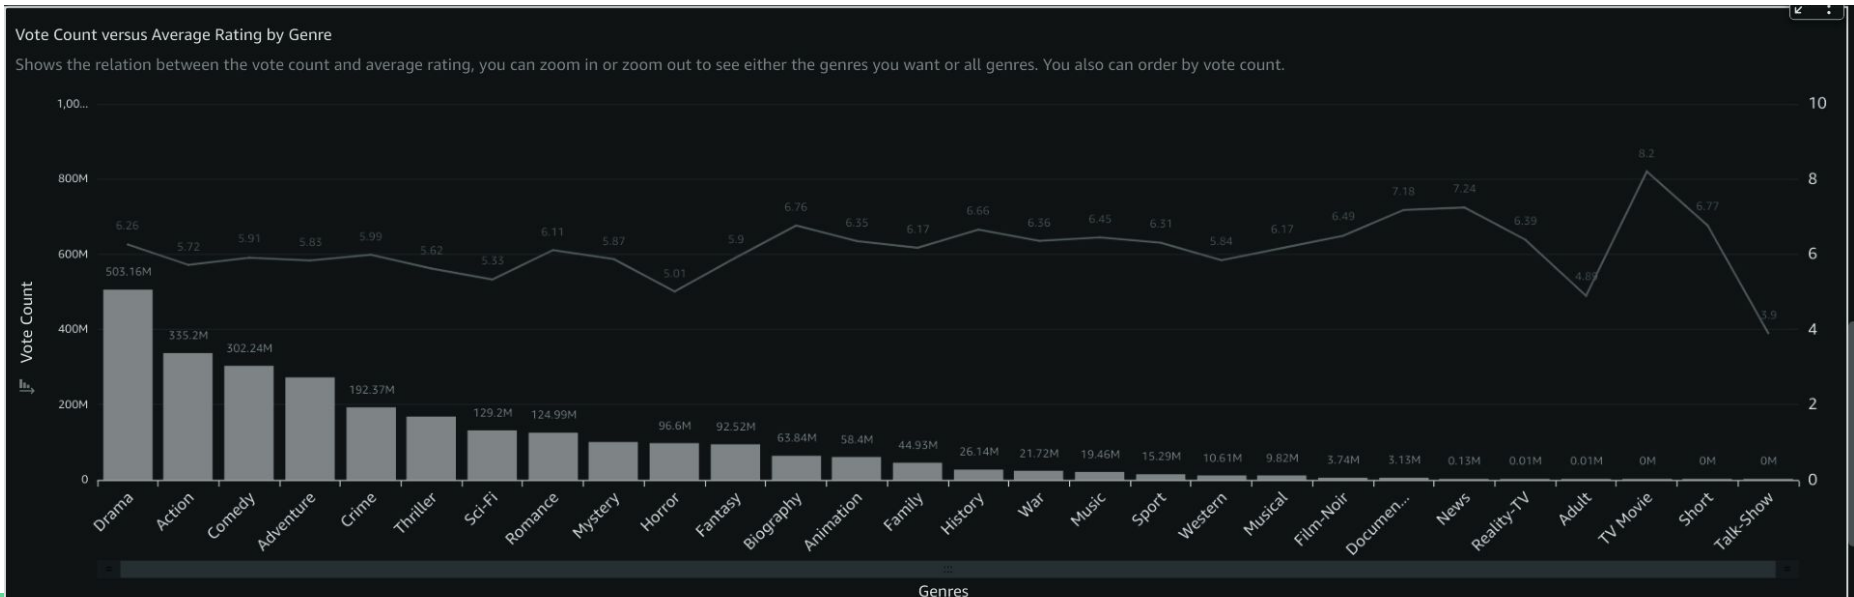 Vote Count versus Average Rating by Genre
Shows the relation between the vote count and average rating, you can zoom in or zoom out to see either the genres you want or all genres. You also can order by vote count.
1,00...
800M
600M
400M
200M
0
Vote Count
10
8
6
4
2
0
6.26
5.72
5.91
5.83
5.99
5.62
5.33
6.11
5.87
5.01
5.9
6.76
6.35
6.17
6.66
6.36
6.45
6.31
5.84
6.17
6.49
7.18
7.24
6.39
8.2
6.77
3.9
503.16M
335.2M
302.24M
192.37M
129.2M
124.99M
96.6M
92.52M
63.84M
58.4M
44.93M
26.14M
21.72M
19.46M
15.29M
10.61M
9.82M
3.74M
3.13M
0.13M
0.01M
0.01M
0M
0M
0M
Drama
Action
Comedy
Adventure
Crime
Thriller
Sci-Fi
Romance
Mystery
Horror
Fantasy
Biography
Animation
Family
History
War
Music
Sport
Western
Musical
Film-Noir
Documen...
News
Reality-TV
Adult
TV Movie
Short
Talk-Show
Genres